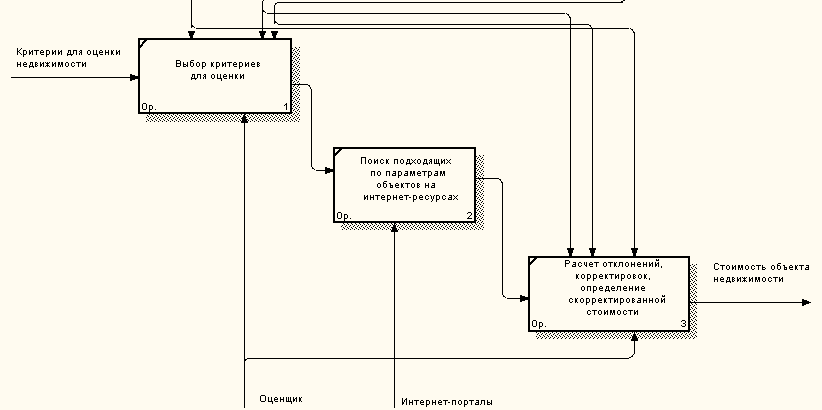 Критерии для оценки
недвижимости
Выбор критериев
для оценки
0р.
1
Поиск подходящих
по параметрам
объектов на
интернет-ресурсах
0р.
2
Расчет отклонений,
корректировок,
определение
скорректированной
стоимости
0р.
3
Стоимость объекта
недвижимости
Оценщик
Интернет-порталы